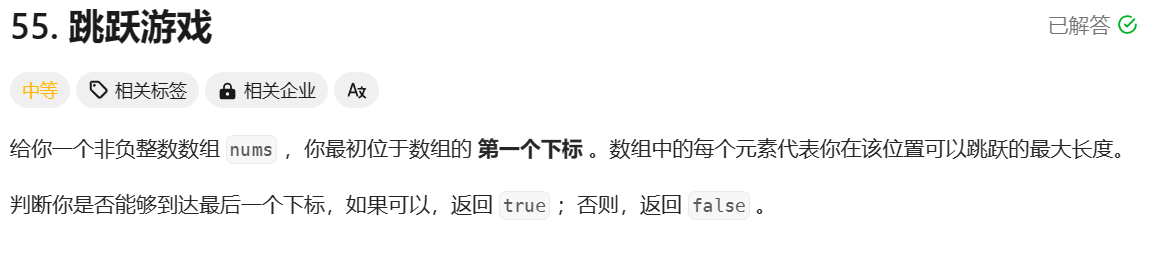 55. 跳跃游戏
已解答
中等 相关标签 相关企业
给你一个非负整数数组 nums ，你最初位于数组的 第一个下标 。数组中的每个元素代表你在该位置可以跳跃的最大长度。
判断你是否能够到达最后一个下标，如果可以，返回 true ；否则，返回 false 。